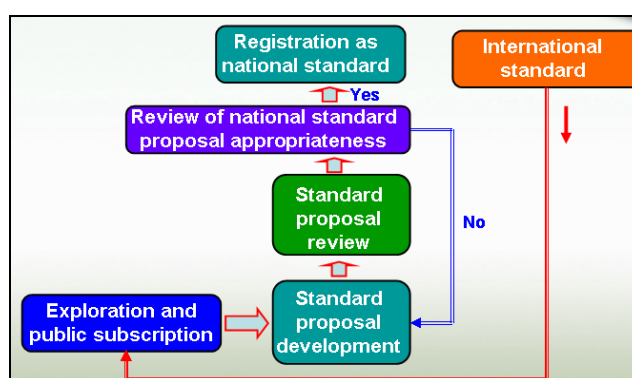 Registration as
national standard
International
standard
Yes
Review of national standard
proposal appropriateness
Standard
proposal
review
No
Exploration and
public subscription
Standard
proposal
development